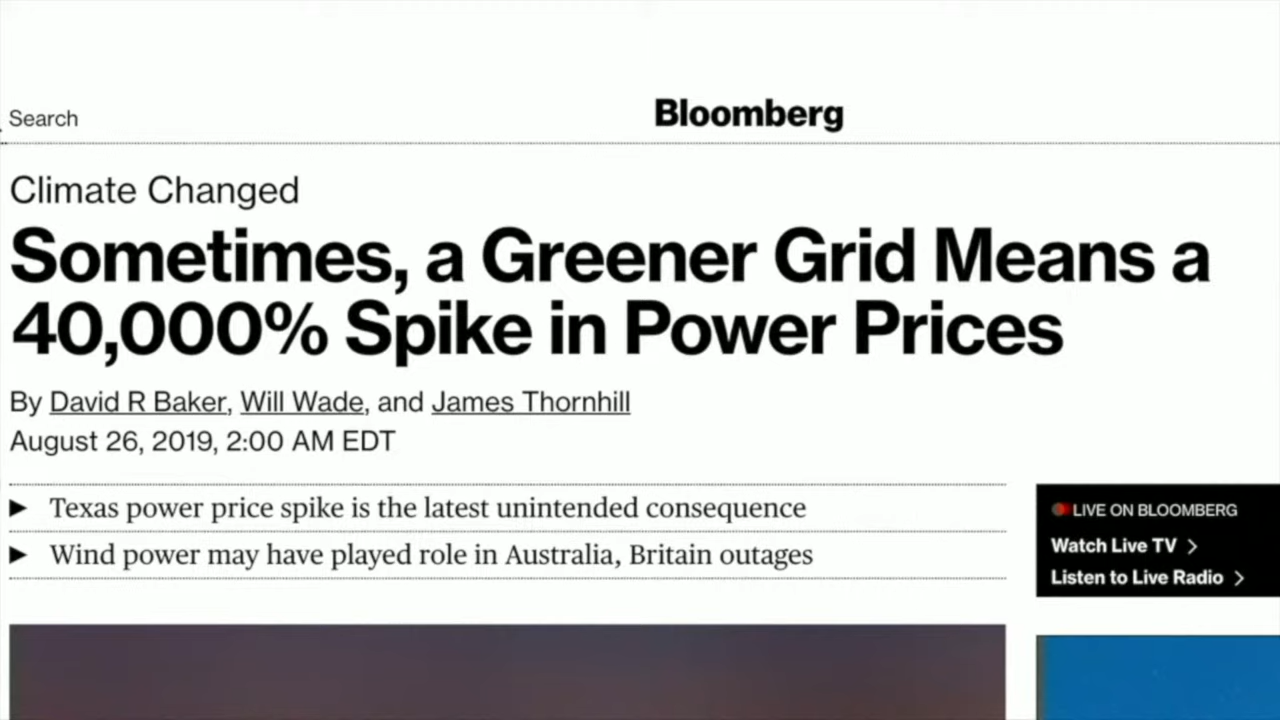 Search
Bloomberg
Climate Changed
Sometimes, a Greener Grid Means a
40,000% Spike in Power Prices
By David R Baker, Will Wade, and James Thornhill
August 26, 2019, 2:00 AM EDT
▶ Texas power price spike is the latest unintended consequence
▶ Wind power may have played role in Australia, Britain outages
LIVE ON BLOOMBERG
Watch Live TV >
Listen to Live Radio >